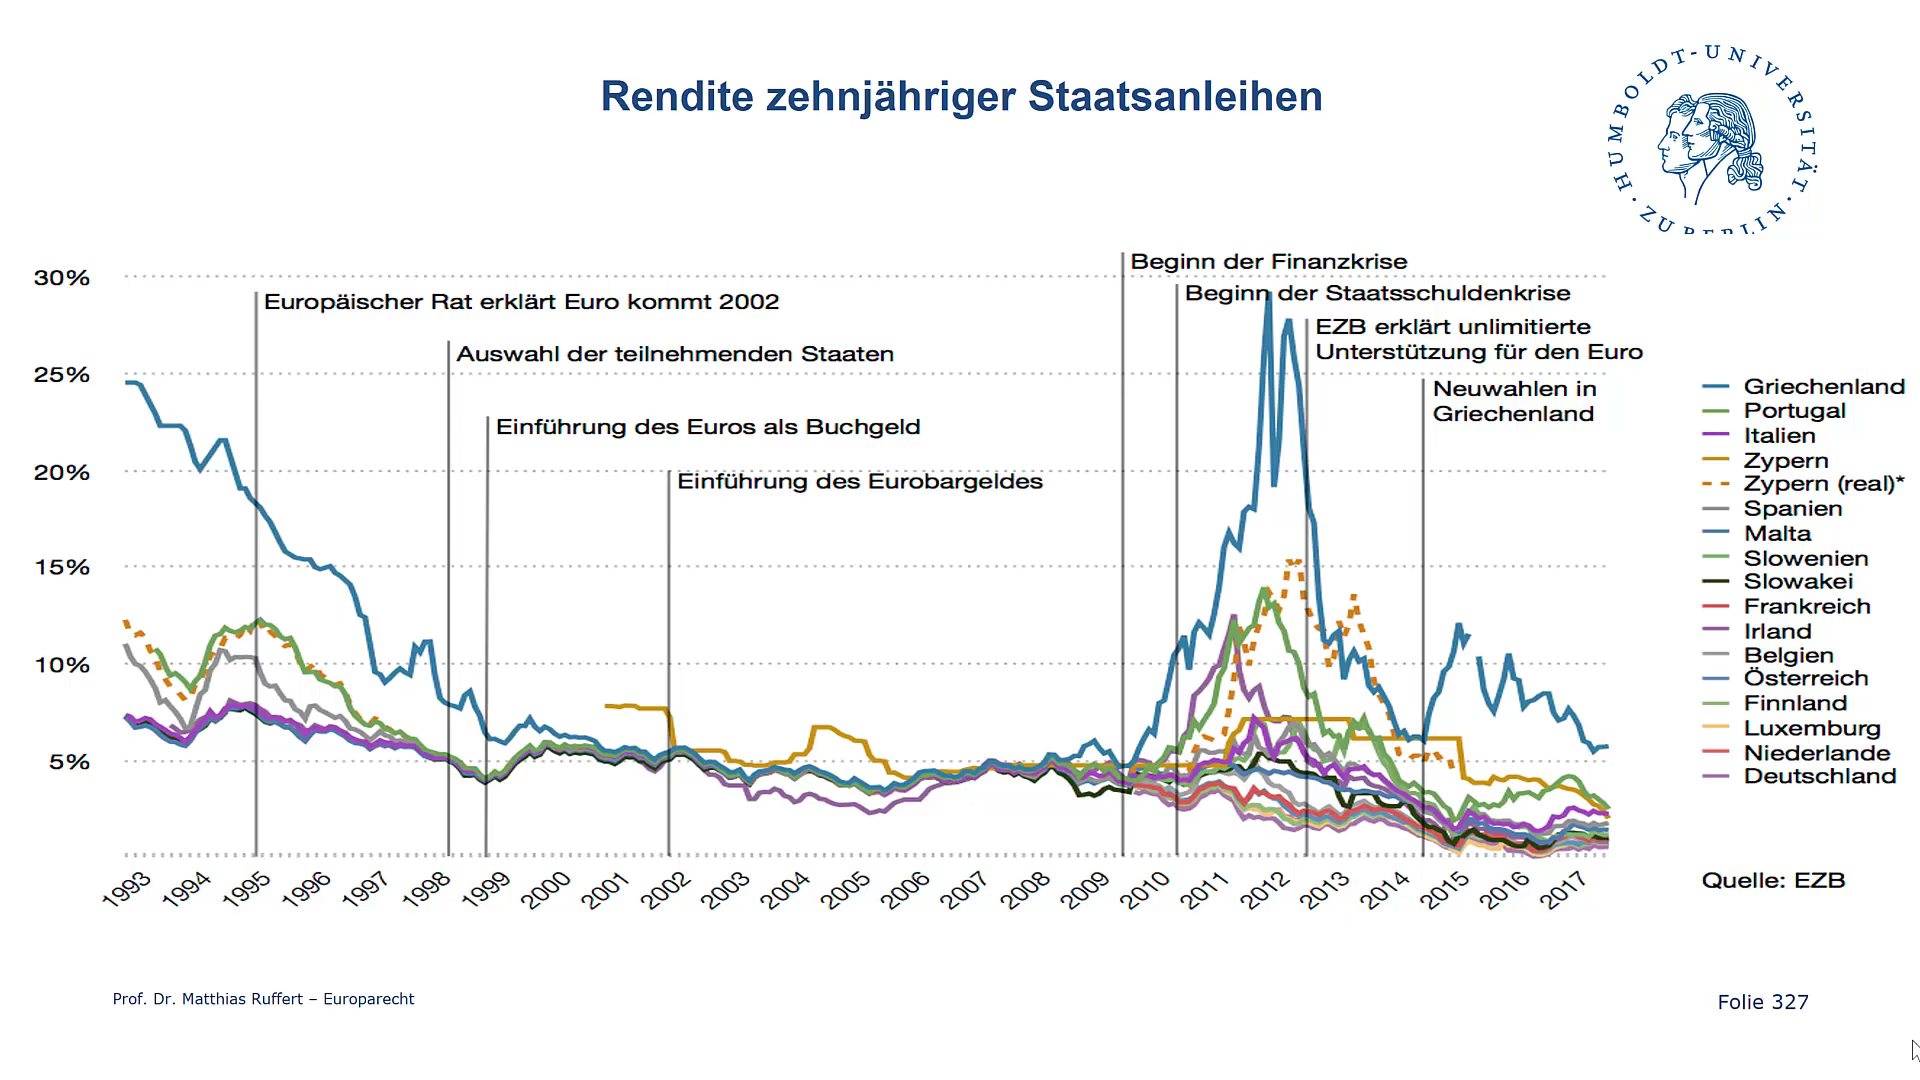 Rendite zehnjähriger Staatsanleihen
HUMBOLDT-UNIVERSITÄT · ZU BERLIN ·
Beginn der Finanzkrise
30%
Beginn der Staatsschuldenkrise
Europäischer Rat erklärt Euro kommt 2002
EZB erklärt unlimitierte
Unterstützung für den Euro
Auswahl der teilnehmenden Staaten
25%
Neuwahlen in
Griechenland
Einführung des Euros als Buchgeld
20%
Einführung des Eurobargeldes
15%
10%
5%
1993
1994
1995
1996
1997
1998
1999
2000
2001
2002
2003
2004
2005
2006
2007
2008
2009
2010
2011
2012
2013
2014
2015
2016
2017
Griechenland
Portugal
Italien
Zypern
Zypern (real)*
Spanien
Malta
Slowenien
Slowakei
Frankreich
Irland
Belgien
Österreich
Finnland
Luxemburg
Niederlande
Deutschland
Quelle: EZB
Prof. Dr. Matthias Ruffert – Europarecht
Folie 327